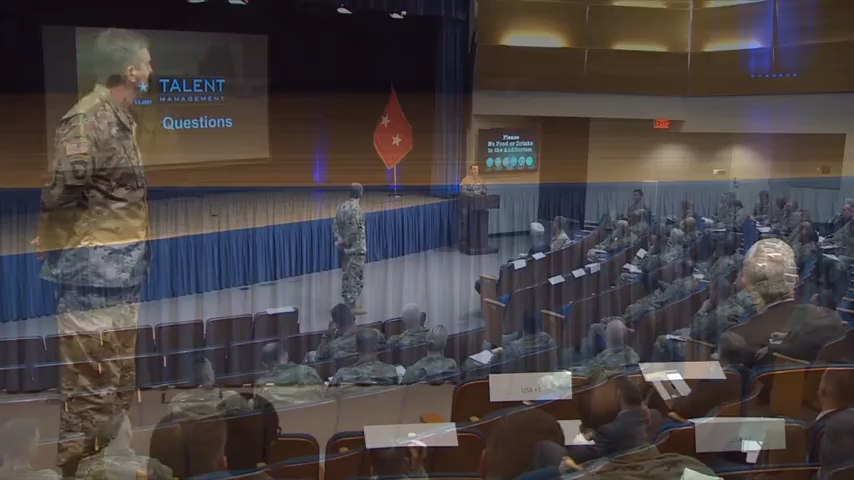 TALENT
MANAGEMENT
Questions
Please
No Food or Drinks
in the Auditorium
EXIT